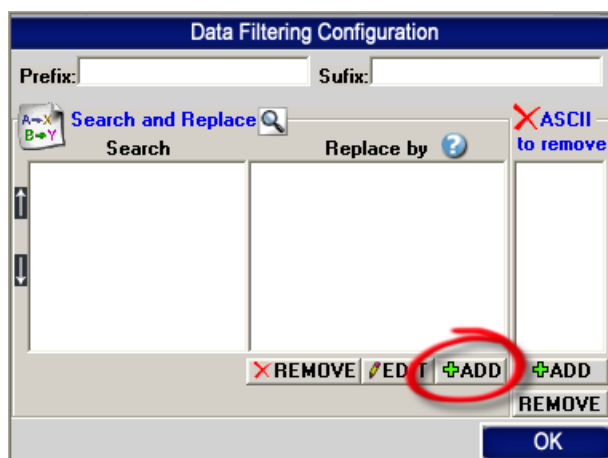 Data Filtering Configuration
Prefix: Sufix:
A→X
B→Y
Search and Replace
ASCII
to remove
Search Replace by ?
REMOVE EDIT ADD ADD
REMOVE
OK